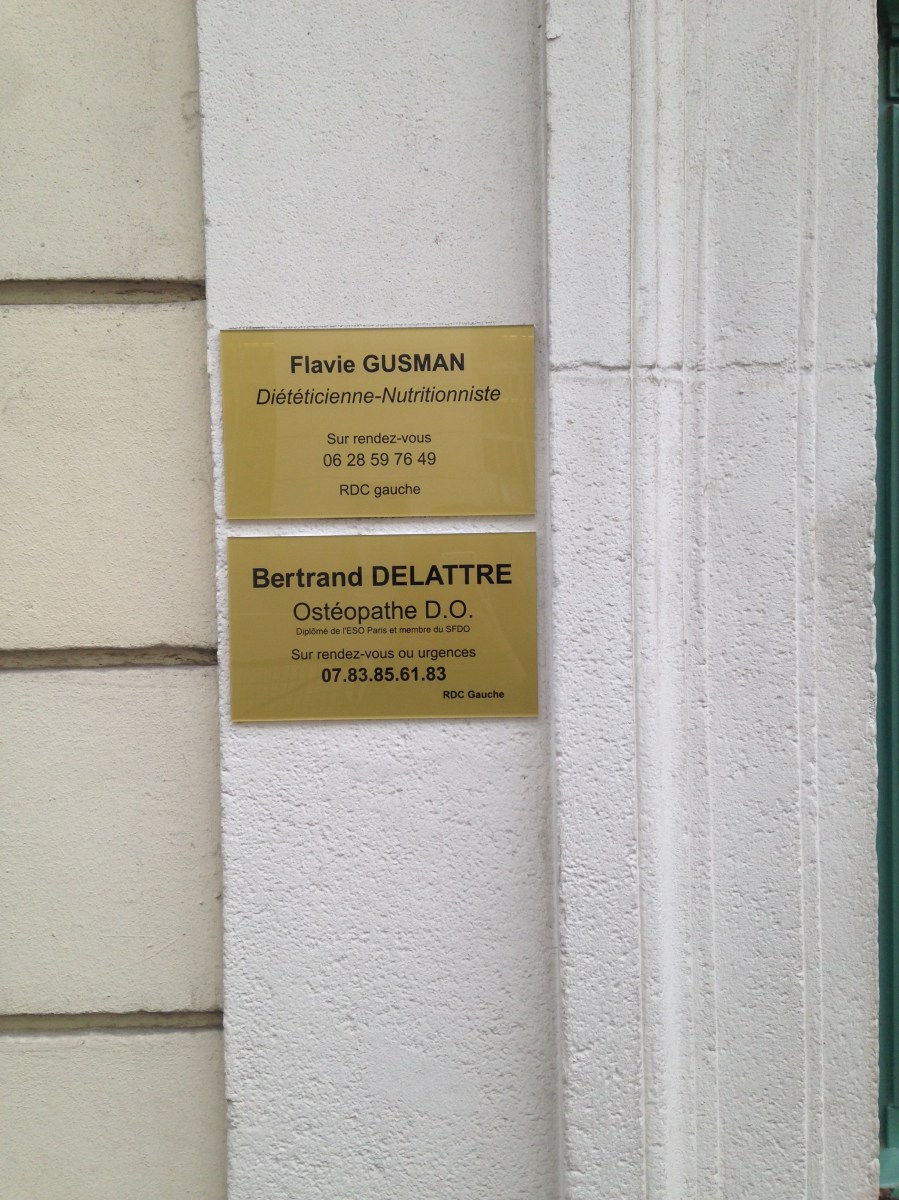 Flavie GUSMAN
Diététicienne-Nutritionniste
Sur rendez-vous
06 28 59 76 49
RDC gauche
Bertrand DELATTRE
Ostéopathe D.O.
Diplômé de l'ESO Paris et membre du SFDO
Sur rendez-vous ou urgences
07.83.85.61.83
RDC Gauche